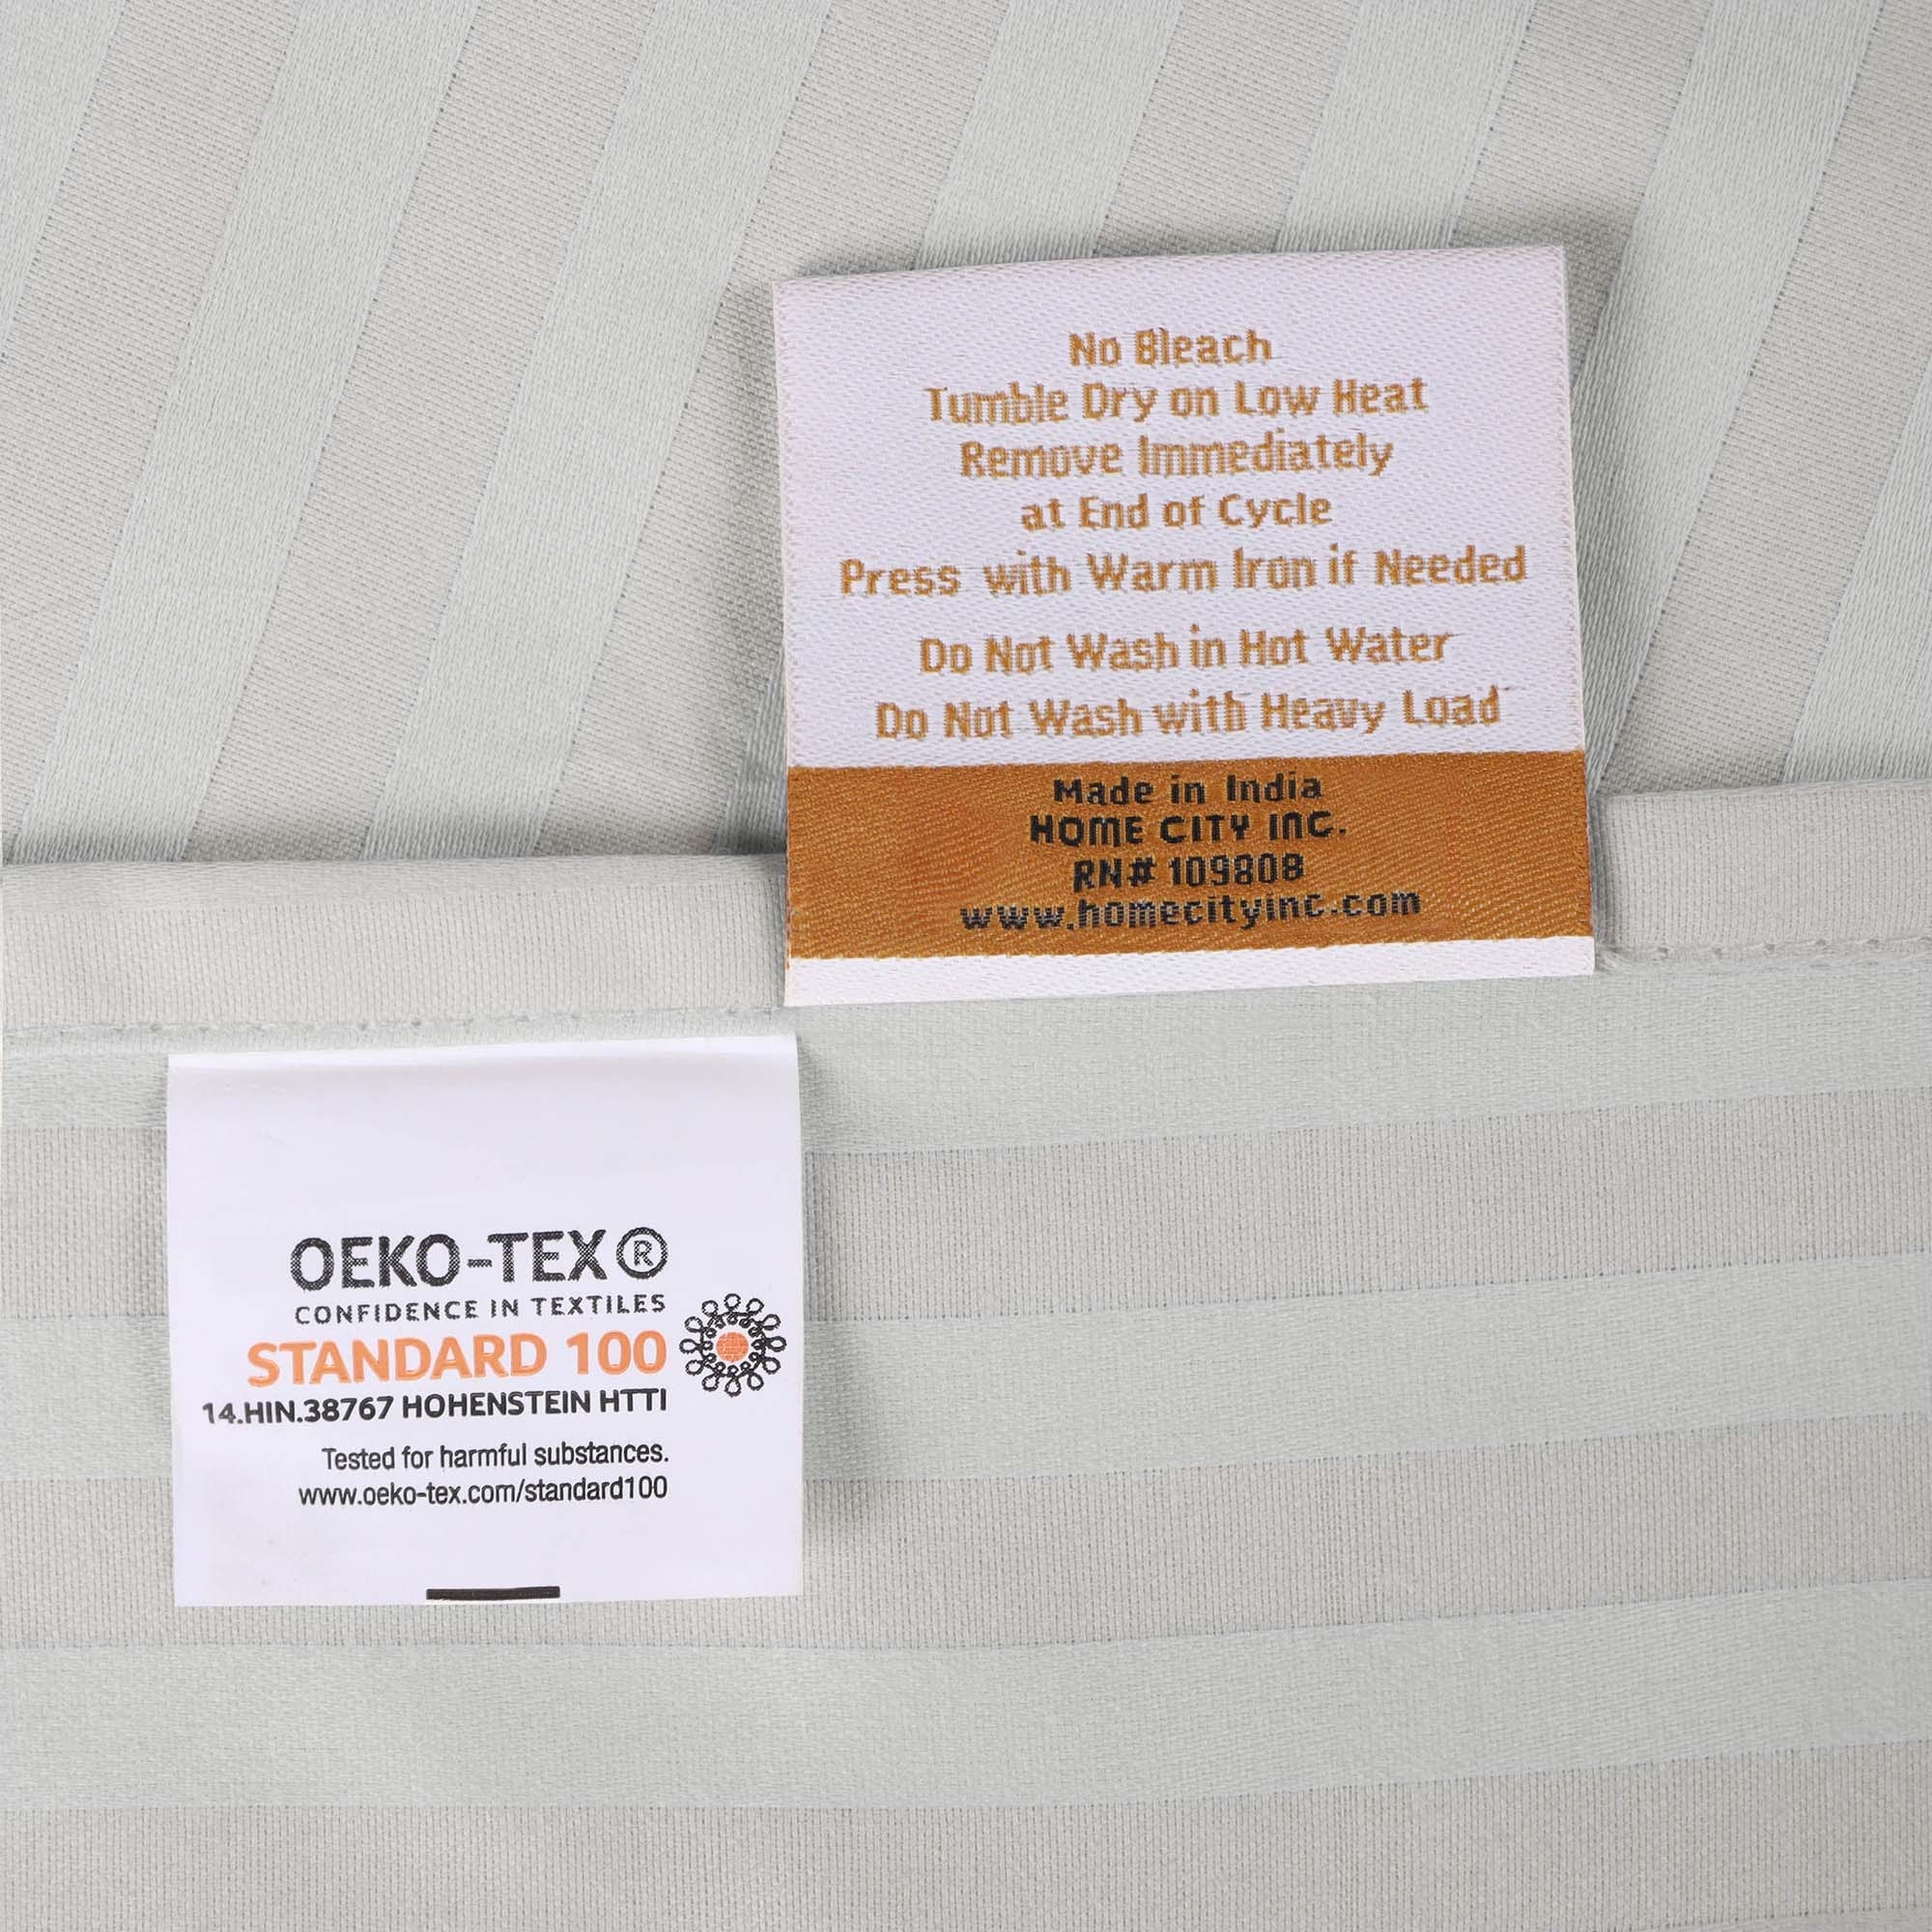 No Bleach
Tumble Dry on Low Heat
Remove Immediately
at End of Cycle
Press with Warm Iron if Needed
Do Not Wash in Hot Water
Do Not Wash with Heavy Load
Made in India
HOME CITY INC.
RN# 109808
www.homecityinc.com
OEKO-TEX®
CONFIDENCE IN TEXTILES
STANDARD 100
14.HIN.38767 HOHENSTEIN HTTI
Tested for harmful substances.
www.oeko-tex.com/standard100